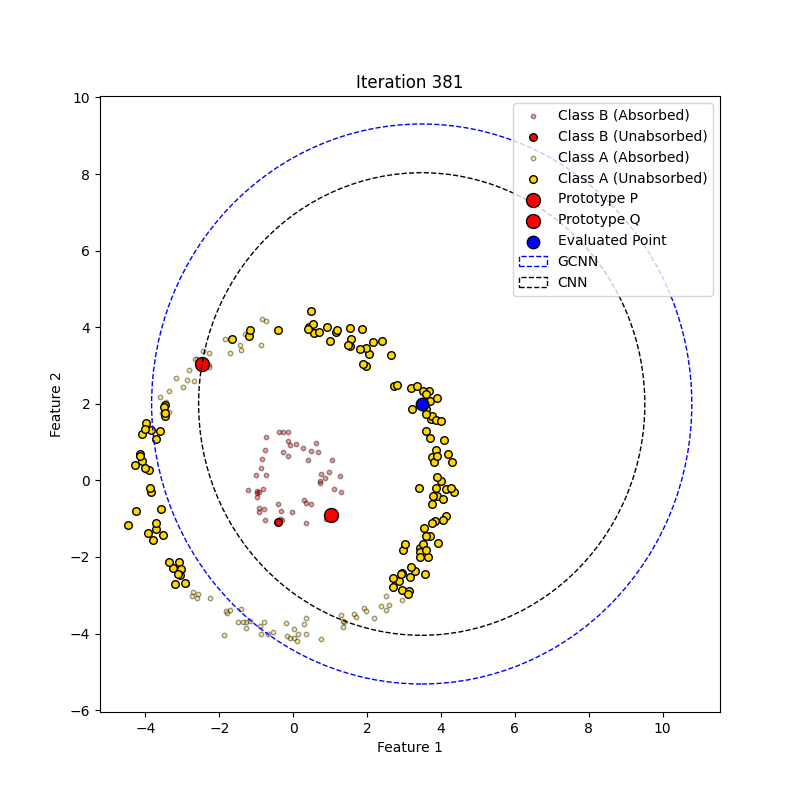 Iteration 381
Class B (Absorbed)
Class B (Unabsorbed)
Class A (Absorbed)
Class A (Unabsorbed)
Prototype P
Prototype Q
Evaluated Point
GCNN
CNN
10
8
6
4
2
0
−2
−4
−6
Feature 2
−4 −2 0 2 4 6 8 10
Feature 1